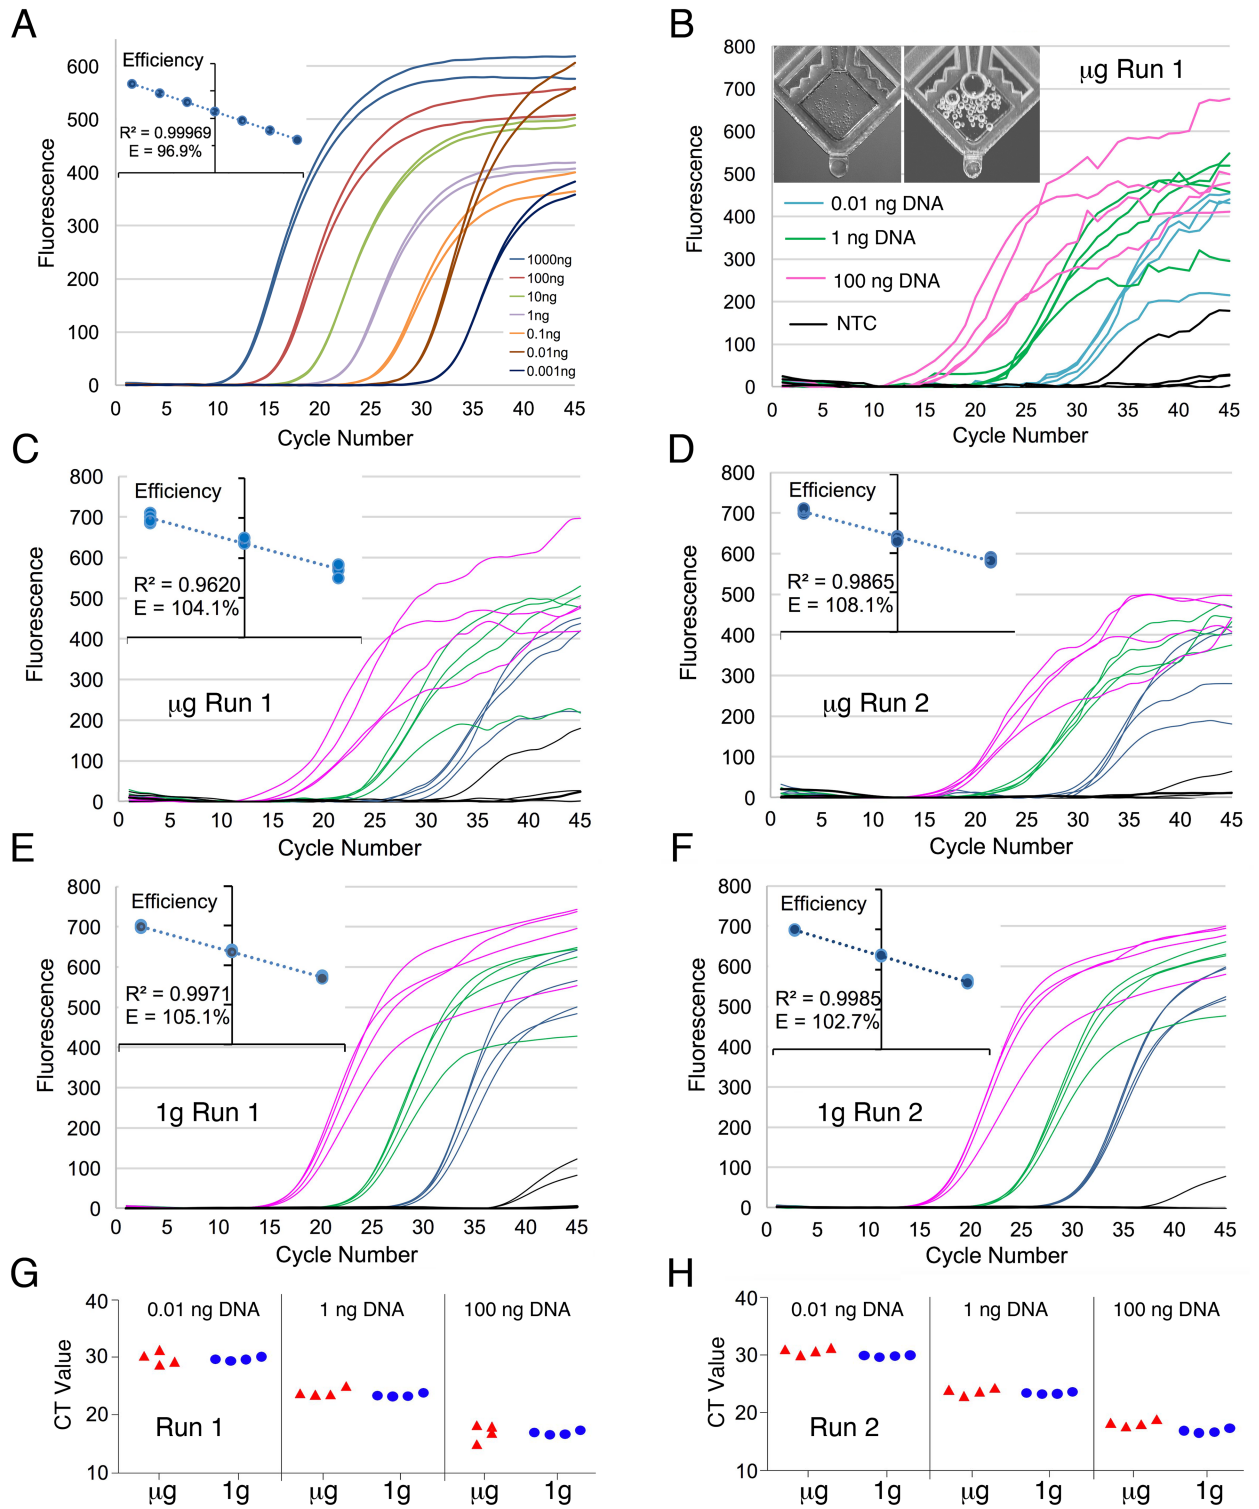 A
Efficiency
R² = 0.99969
E = 96.9%
Fluorescence
600
500
400
300
200
100
0
1000ng
100ng
10ng
1ng
0.1ng
0.01ng
0.001ng
0 5 10 15 20 25 30 35 40 45
Cycle Number
B
µg Run 1
Fluorescence
800
700
600
500
400
300
200
100
0
0.01 ng DNA
1 ng DNA
100 ng DNA
NTC
0 5 10 15 20 25 30 35 40 45
Cycle Number
C
Efficiency
R² = 0.9620
E = 104.1%
µg Run 1
Fluorescence
800
700
600
500
400
300
200
100
0
0 5 10 15 20 25 30 35 40 45
Cycle Number
D
Efficiency
R² = 0.9865
E = 108.1%
µg Run 2
Fluorescence
800
700
600
500
400
300
200
100
0
0 5 10 15 20 25 30 35 40 45
Cycle Number
E
Efficiency
R² = 0.9971
E = 105.1%
1g Run 1
Fluorescence
800
700
600
500
400
300
200
100
0
0 5 10 15 20 25 30 35 40 45
Cycle Number
F
Efficiency
R² = 0.9985
E = 102.7%
1g Run 2
Fluorescence
800
700
600
500
400
300
200
100
0
0 5 10 15 20 25 30 35 40 45
Cycle Number
G
CT Value
40
30
20
10
0.01 ng DNA 1 ng DNA 100 ng DNA
Run 1
µg 1g µg 1g µg 1g
H
CT Value
40
30
20
10
0.01 ng DNA 1 ng DNA 100 ng DNA
Run 2
µg 1g µg 1g µg 1g